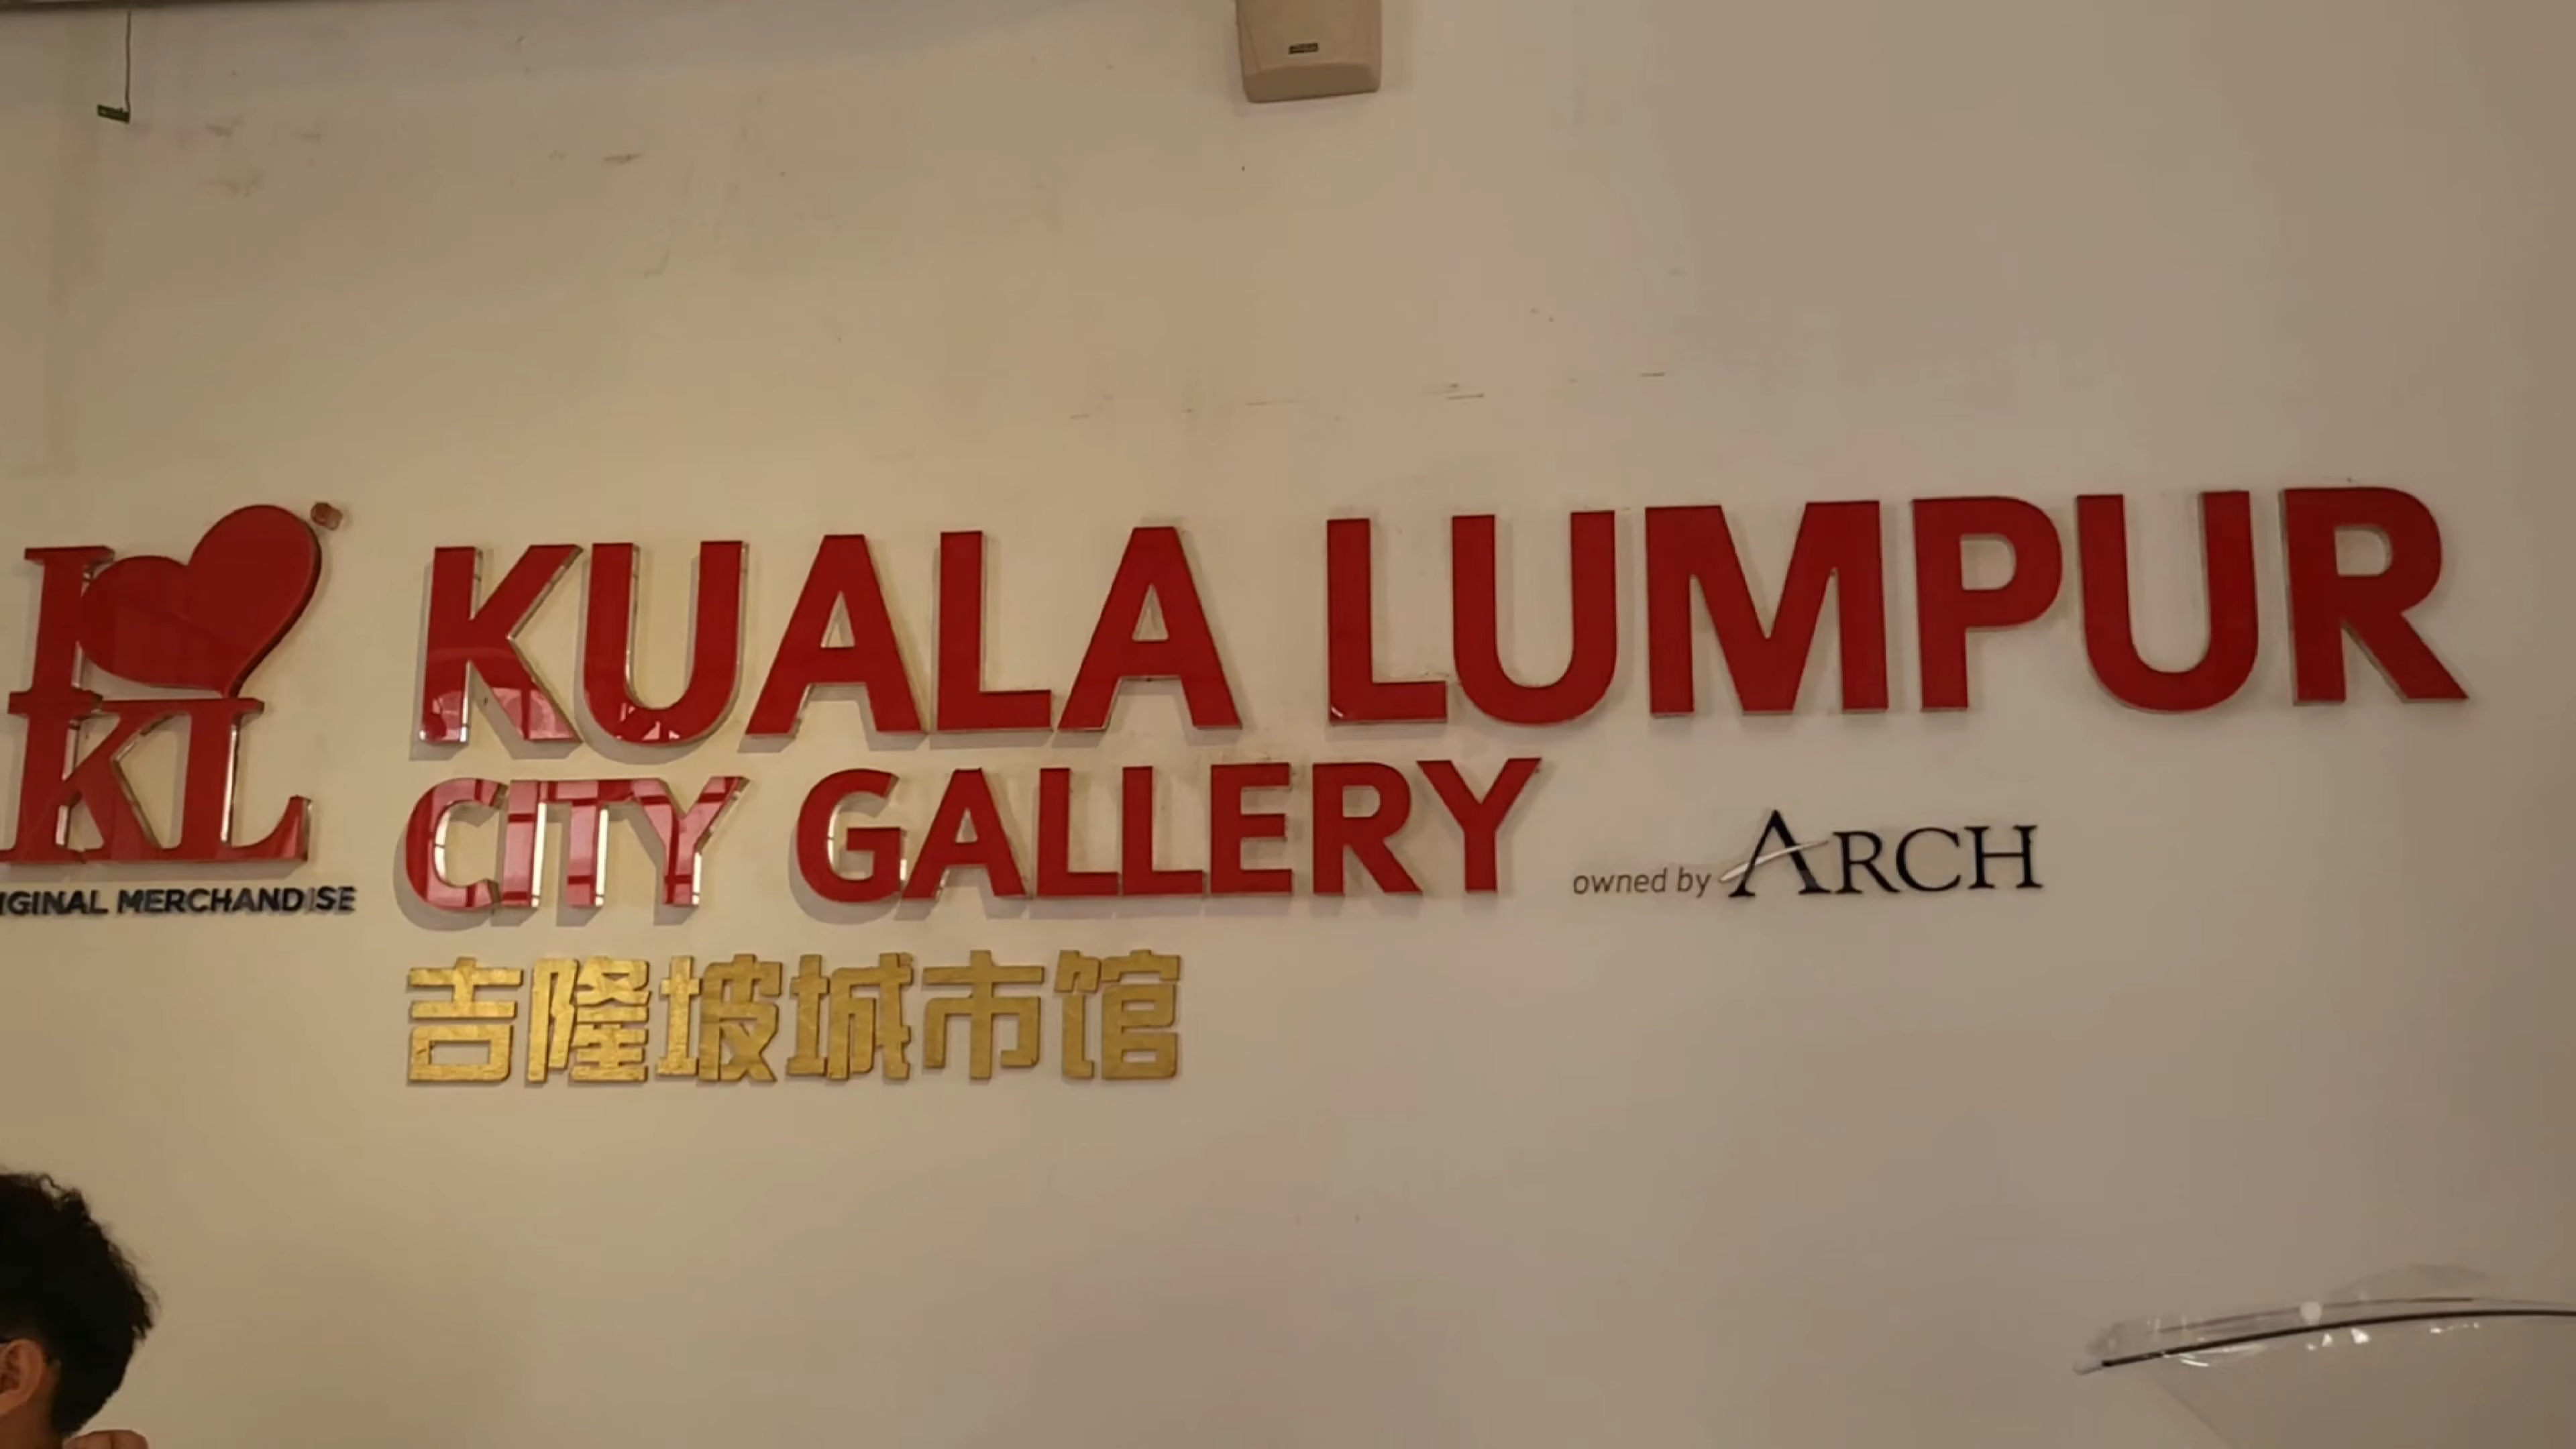 I
KL
IGINAL MERCHANDISE
KUALA LUMPUR
CITY GALLERY
owned by ARCH
吉隆坡城市馆